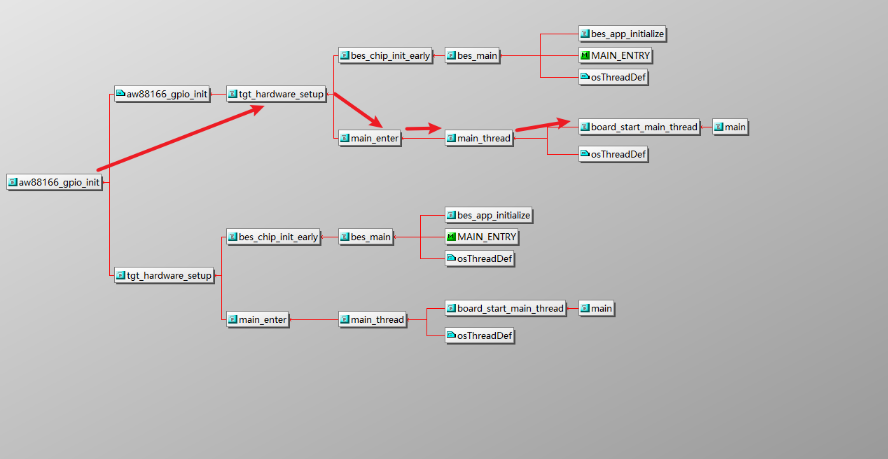 bes_app_initialize
bes_chip_init_early
bes_main
MAIN_ENTRY
osThreadDef
aw88166_gpio_init
tgt_hardware_setup
main_enter
main_thread
board_start_main_thread
main
osThreadDef
aw88166_gpio_init
bes_app_initialize
bes_chip_init_early
bes_main
MAIN_ENTRY
osThreadDef
tgt_hardware_setup
main_enter
main_thread
board_start_main_thread
main
osThreadDef